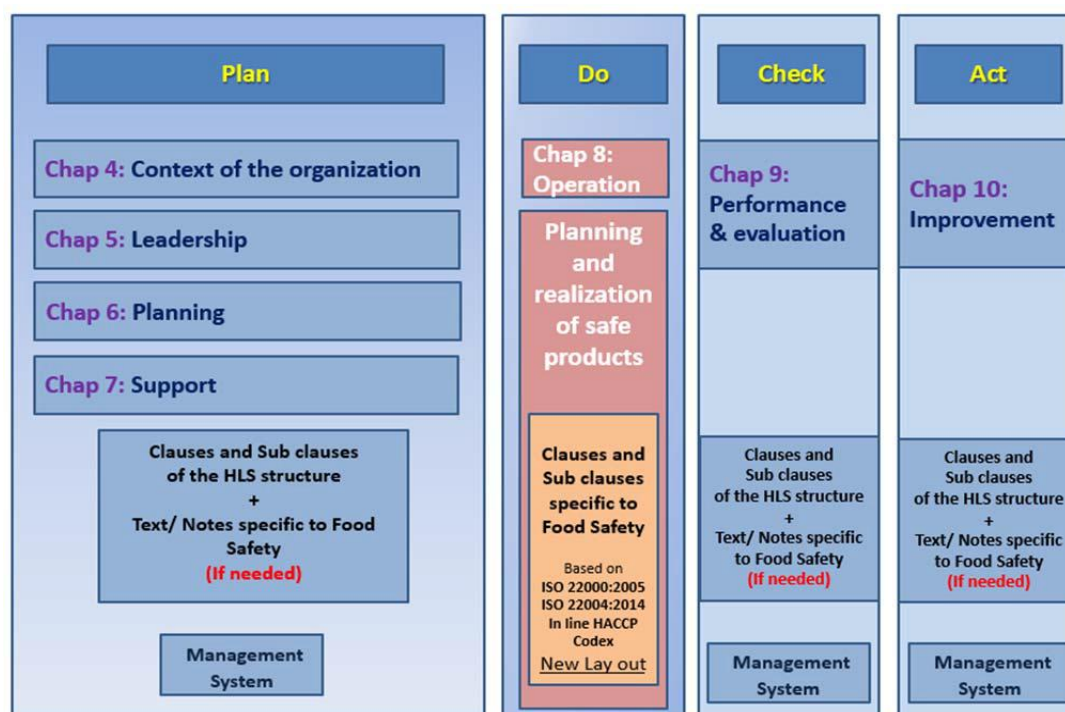 Plan
Chap 4: Context of the organization
Chap 5: Leadership
Chap 6: Planning
Chap 7: Support
Clauses and Sub clauses
of the HLS structure
+
Text/ Notes specific to Food
Safety
(If needed)
Management
System
Do
Chap 8:
Operation
Planning
and
realization
of safe
products
Clauses and
Sub clauses
specific to
Food Safety
Based on
ISO 22000:2005
ISO 22004:2014
In line HACCP
Codex
New Lay out
Check
Chap 9:
Performance
& evaluation
Clauses and
Sub clauses
of the HLS structure
+
Text/ Notes specific
to Food Safety
(If needed)
Management
System
Act
Chap 10:
Improvement
Clauses and
Sub clauses
of the HLS structure
+
Text/ Notes specific
to Food Safety
(If needed)
Management
System